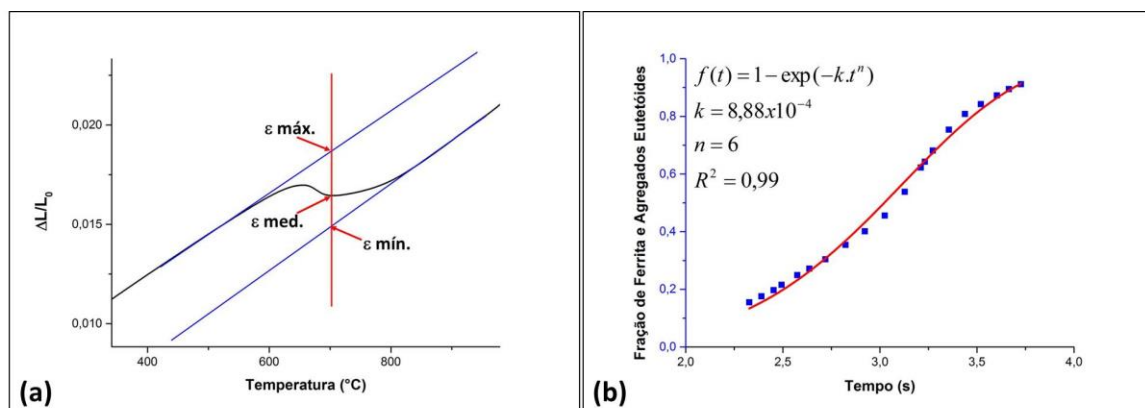 0,020
0,015
0,010
400
600
800
ΔL/L₀
Temperatura (°C)
ε máx.
ε med.
ε mín.
(a)
1,0
0,8
0,6
0,4
0,2
0,0
2,0
2,5
3,0
3,5
4,0
Fração de Ferrita e Agregados Eutetóides
Tempo (s)
f(t) = 1 − exp(−k.tⁿ)
k = 8,88x10⁻⁴
n = 6
R² = 0,99
(b)